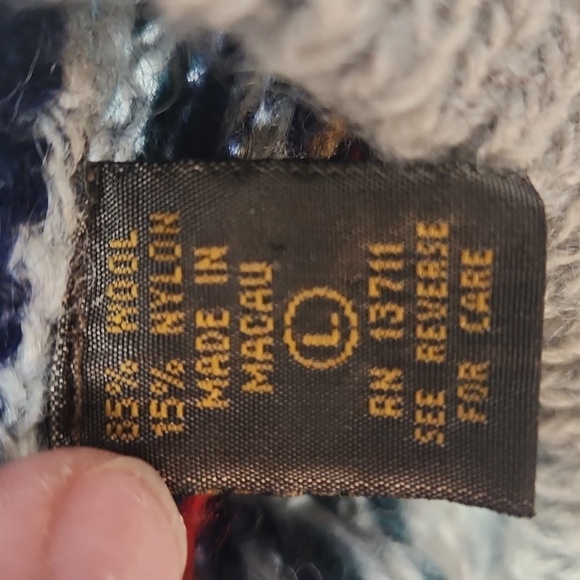 85% WOOL
15% NYLON
MADE IN
MACAU
L
RN 13711
SEE REVERSE
FOR CARE